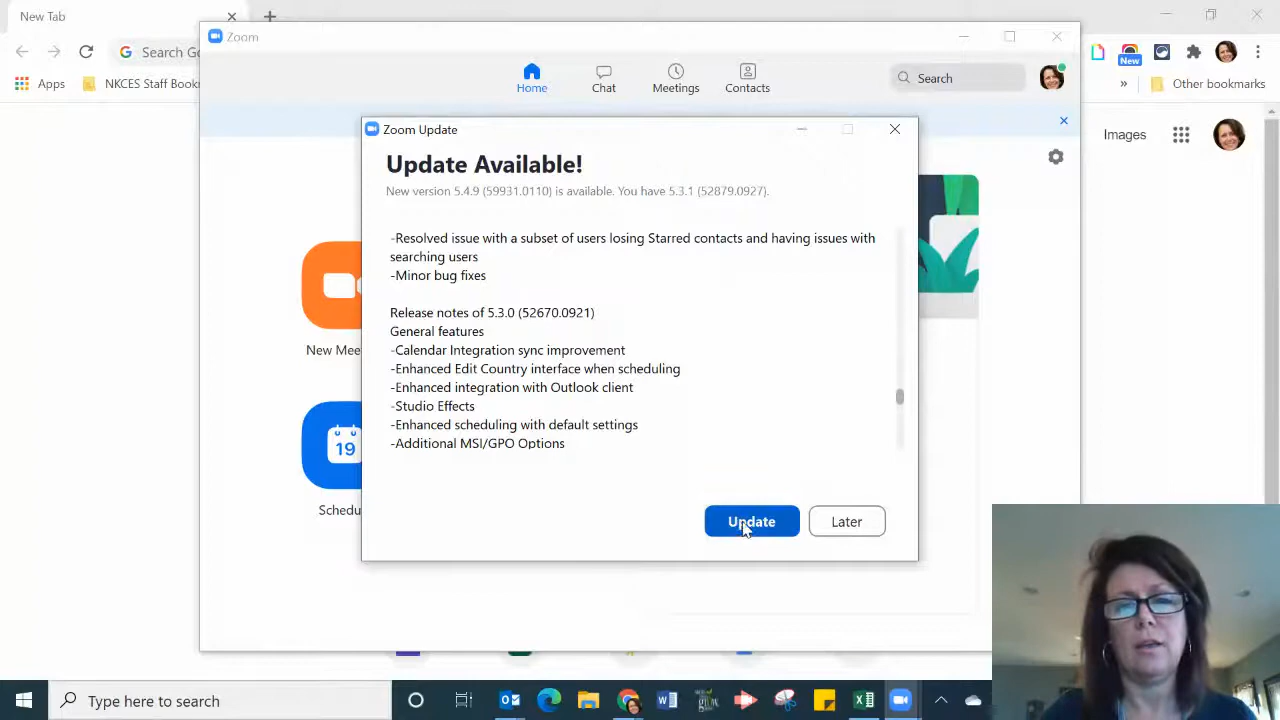 New Tab
Zoom
Search Go
New
Apps
NKCES Staff Book
Other bookmarks
Home
Chat
Meetings
Contacts
Search
Images
Zoom Update
Update Available!
New version 5.4.9 (59931.0110) is available. You have 5.3.1 (52879.0927).
-Resolved issue with a subset of users losing Starred contacts and having issues with
searching users
-Minor bug fixes
Release notes of 5.3.0 (52670.0921)
General features
-Calendar Integration sync improvement
-Enhanced Edit Country interface when scheduling
-Enhanced integration with Outlook client
-Studio Effects
-Enhanced scheduling with default settings
-Additional MSI/GPO Options
New Mee
19
Schedu
Update
Later
Type here to search